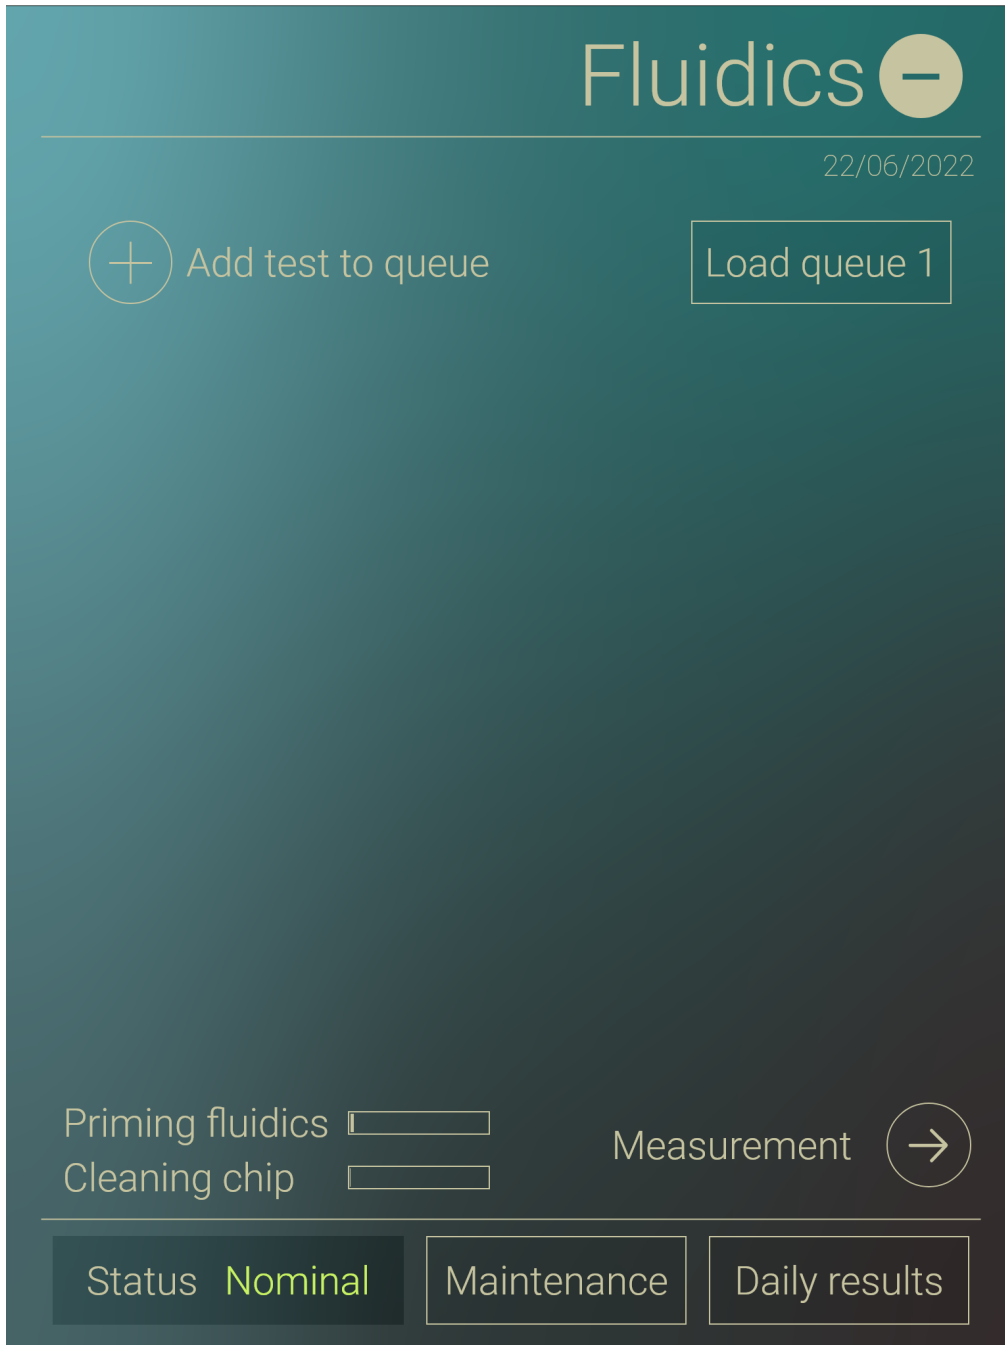 Fluidics
22/06/2022
Add test to queue
Load queue 1
Priming fluidics
Cleaning chip
Measurement
Status Nominal
Maintenance
Daily results